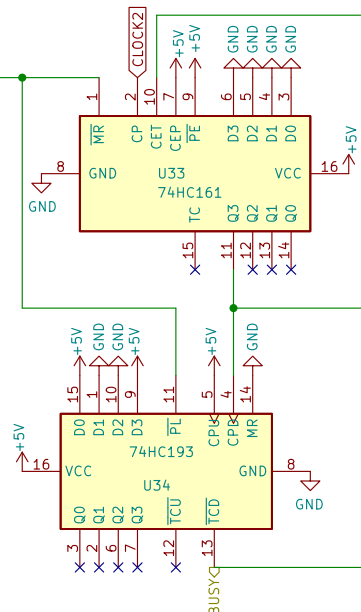 CLOCK2
+5V
+5V
GND
GND
GND
GND
1
2
10
7
9
6
5
4
3
MR
CP
CET
CEP
PE
D3
D2
D1
D0
8
GND
U33
VCC
16
+5V
74HC161
GND
TC
Q3
Q2
Q1
Q0
15
11
12
13
14
+5V
GND
GND
+5V
+5V
GND
15
1
10
9
11
5
4
14
D0
D1
D2
D3
PL
CPU
CPD
MR
+5V
74HC193
16
VCC
GND
8
U34
GND
Q0
Q1
Q2
Q3
TCU
TCD
3
2
6
7
12
13
BUSY